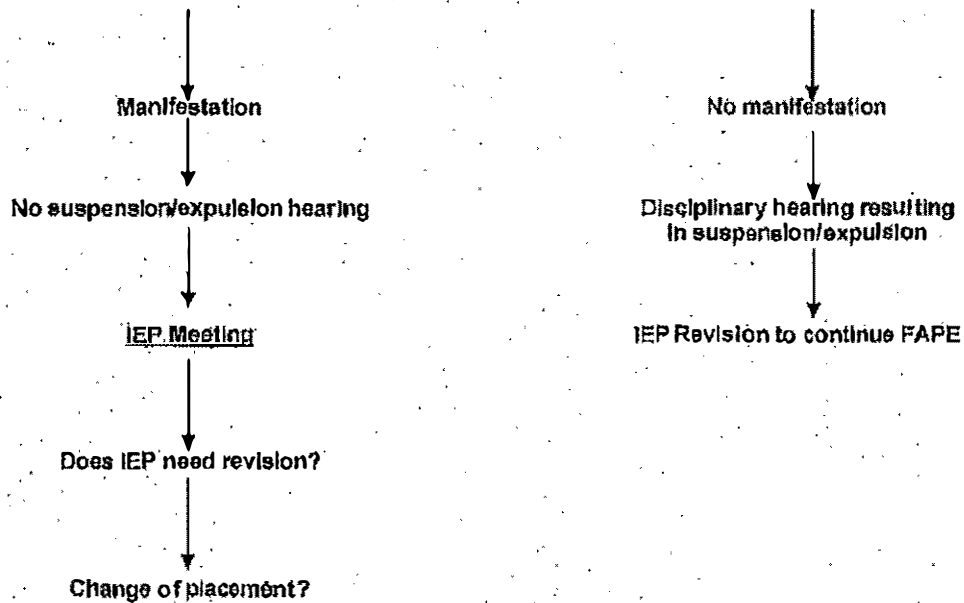 Manifestation
No suspension/expulsion hearing
IEP Meeting
Does IEP need revision?
Change of placement?
No manifestation
Disciplinary hearing resulting
in suspension/expulsion
IEP Revision to continue FAPE